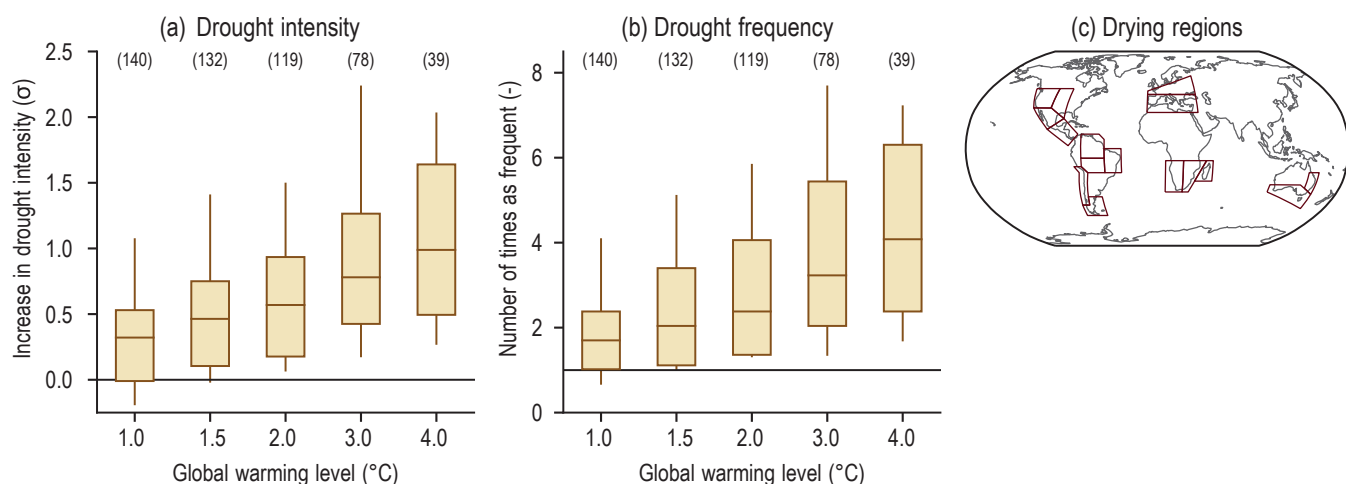 (a) Drought intensity
(140) (132) (119) (78) (39)
2.5
2.0
1.5
1.0
0.5
0.0
Increase in drought intensity (σ)
1.0 1.5 2.0 3.0 4.0
Global warming level (°C)
(b) Drought frequency
(140) (132) (119) (78) (39)
8
6
4
2
0
Number of times as frequent (-)
1.0 1.5 2.0 3.0 4.0
Global warming level (°C)
(c) Drying regions